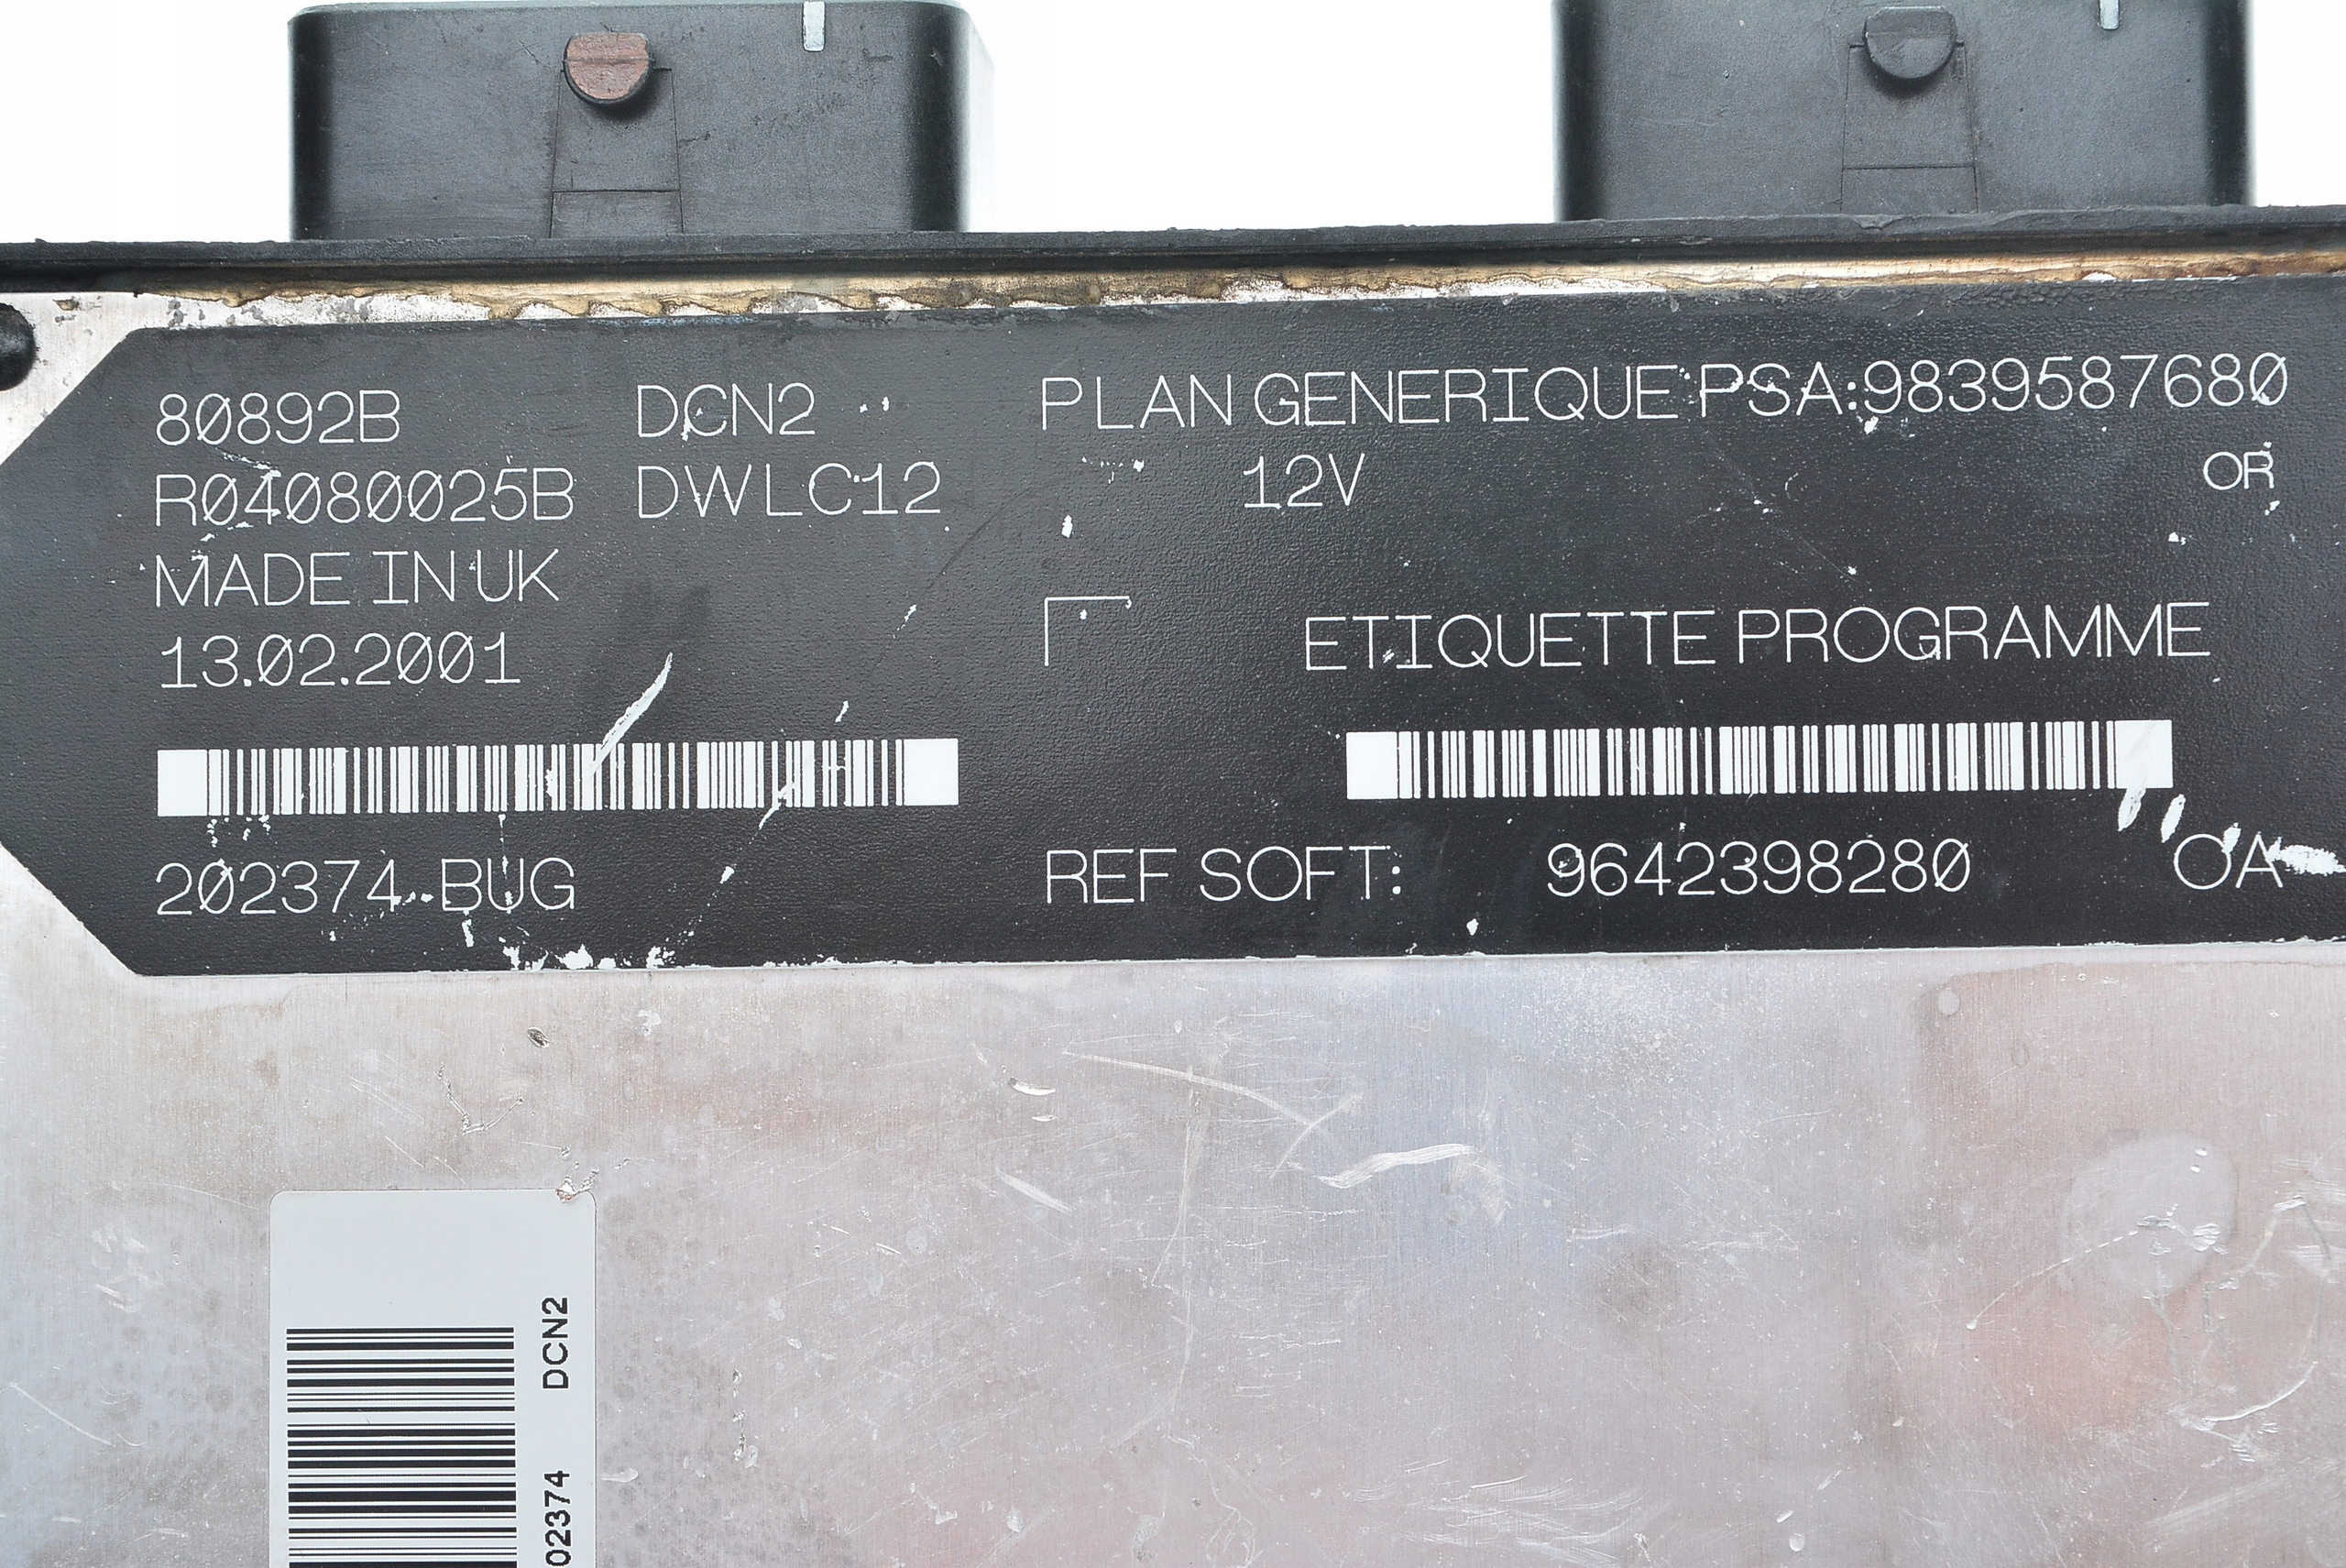 80892B DCN2 PLAN GENERIQUE PSA:9839587680
R04080025B DWLC12 12V OR
MADE IN UK
13.02.2001 ETIQUETTE PROGRAMME
202374 BUG REF SOFT: 9642398280 OA
DCN2
02374